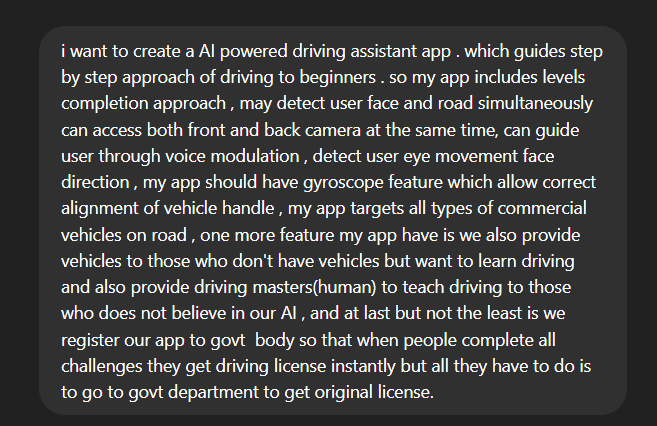 i want to create a AI powered driving assistant app . which guides step
by step approach of driving to beginners . so my app includes levels
completion approach , may detect user face and road simultaneously
can access both front and back camera at the same time, can guide
user through voice modulation , detect user eye movement face
direction , my app should have gyroscope feature which allow correct
alignment of vehicle handle , my app targets all types of commercial
vehicles on road , one more feature my app have is we also provide
vehicles to those who don't have vehicles but want to learn driving
and also provide driving masters(human) to teach driving to those
who does not believe in our AI , and at last but not the least is we
register our app to govt  body so that when people complete all
challenges they get driving license instantly but all they have to do is
to go to govt department to get original license.